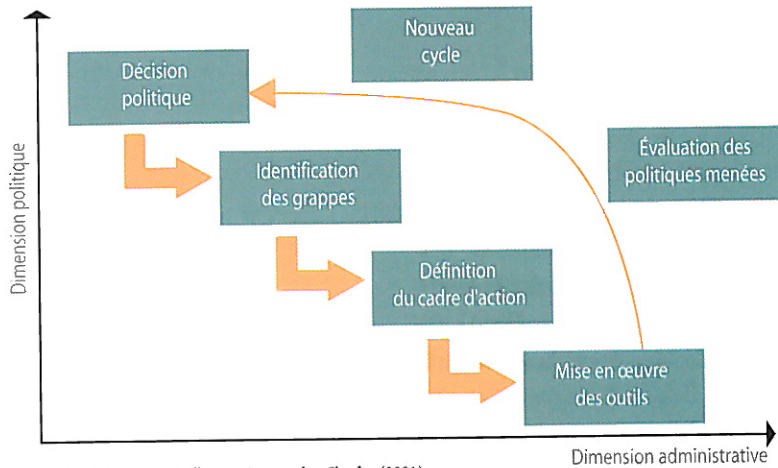 Nouveau
cycle
Décision
politique
Évaluation des
politiques menées
Identification
des grappes
Définition
du cadre d'action
Mise en œuvre
des outils
Dimension politique
Dimension administrative
(2001)